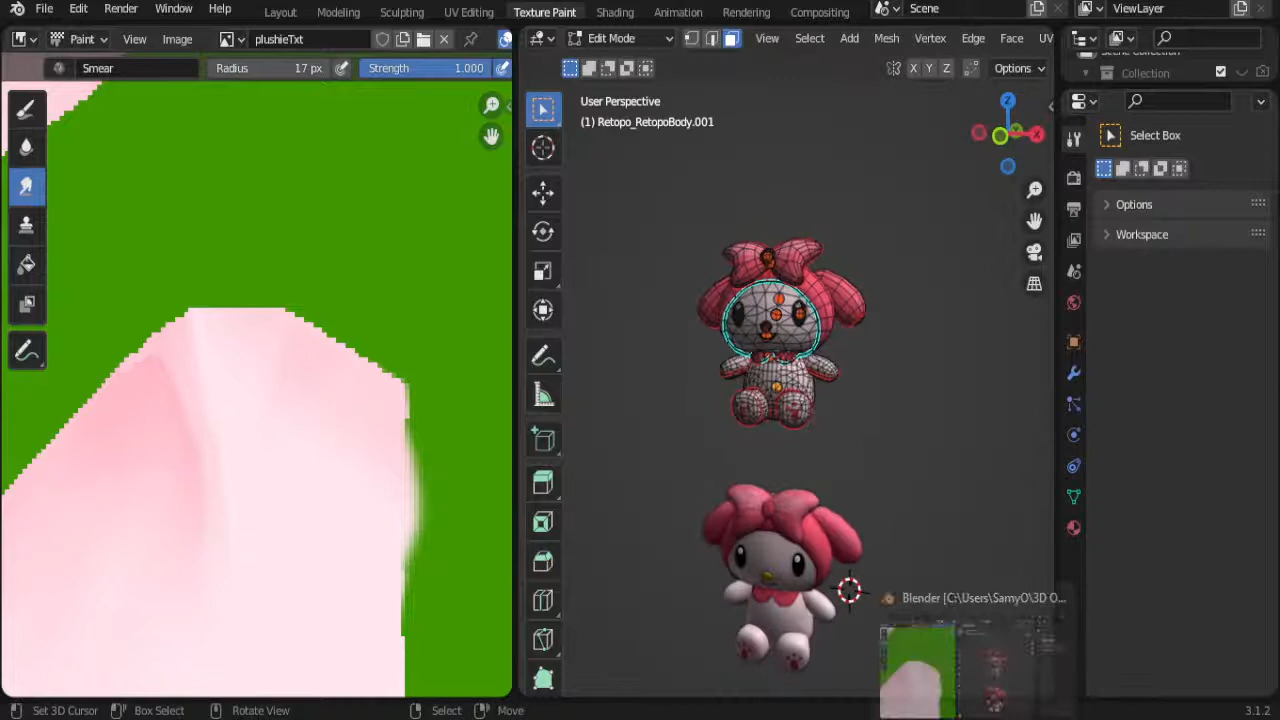 File Edit Render Window Help Layout Modeling Sculpting UV Editing Texture Paint Shading Animation Rendering Compositing Scene ViewLayer
Paint View Image plushieTxt Edit Mode View Select Add Mesh Vertex Edge Face UV
Smear Radius 17 px Strength 1.000 X Y Z Options
Collection
User Perspective
(1) Retopo_RetopoBody.001
Z
X
Select Box
Options
Workspace
Blender [C:\Users\SamyO\3D O...
Set 3D Cursor Box Select Rotate View Select Move 3.1.2